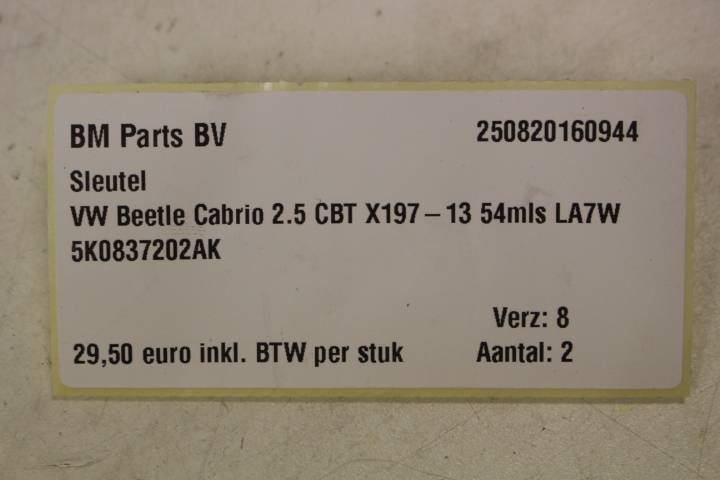 BM Parts BV 250820160944
Sleutel
VW Beetle Cabrio 2.5 CBT X197 – 13 54mls LA7W
5K0837202AK
Verz: 8
29,50 euro inkl. BTW per stuk Aantal: 2